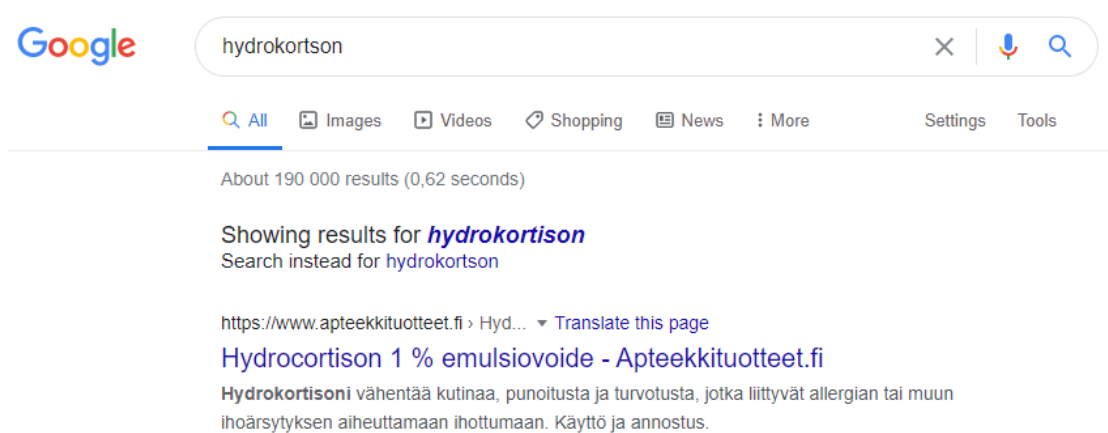 Google
hydrokortson
All Images Videos Shopping News More Settings Tools
About 190 000 results (0,62 seconds)
Showing results for hydrokortison
Search instead for hydrokortson
https://www.apteekkituotteet.fi › Hyd... Translate this page
Hydrocortison 1 % emulsiovoide - Apteekkituotteet.fi
Hydrokortisoni vähentää kutinaa, punoitusta ja turvotusta, jotka liittyvät allergian tai muun
ihoärsytyksen aiheuttamaan ihottumaan. Käyttö ja annostus.